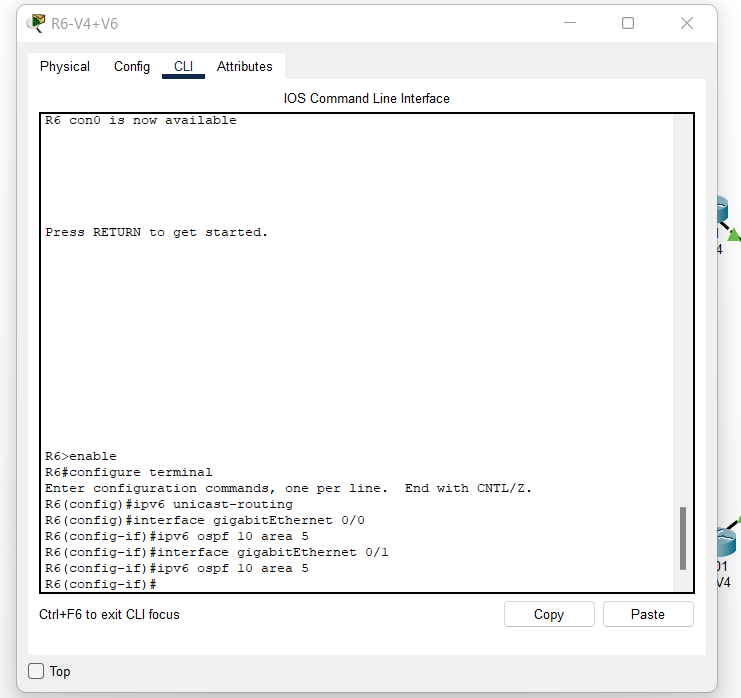 R6-V4+V6
Physical Config CLI Attributes
IOS Command Line Interface
R6 con0 is now available
Press RETURN to get started.
R6>enable
R6#configure terminal
Enter configuration commands, one per line.  End with CNTL/Z.
R6(config)#ipv6 unicast-routing
R6(config)#interface gigabitEthernet 0/0
R6(config-if)#ipv6 ospf 10 area 5
R6(config-if)#interface gigabitEthernet 0/1
R6(config-if)#ipv6 ospf 10 area 5
R6(config-if)#
Ctrl+F6 to exit CLI focus
Copy Paste
Top
4
01
V4